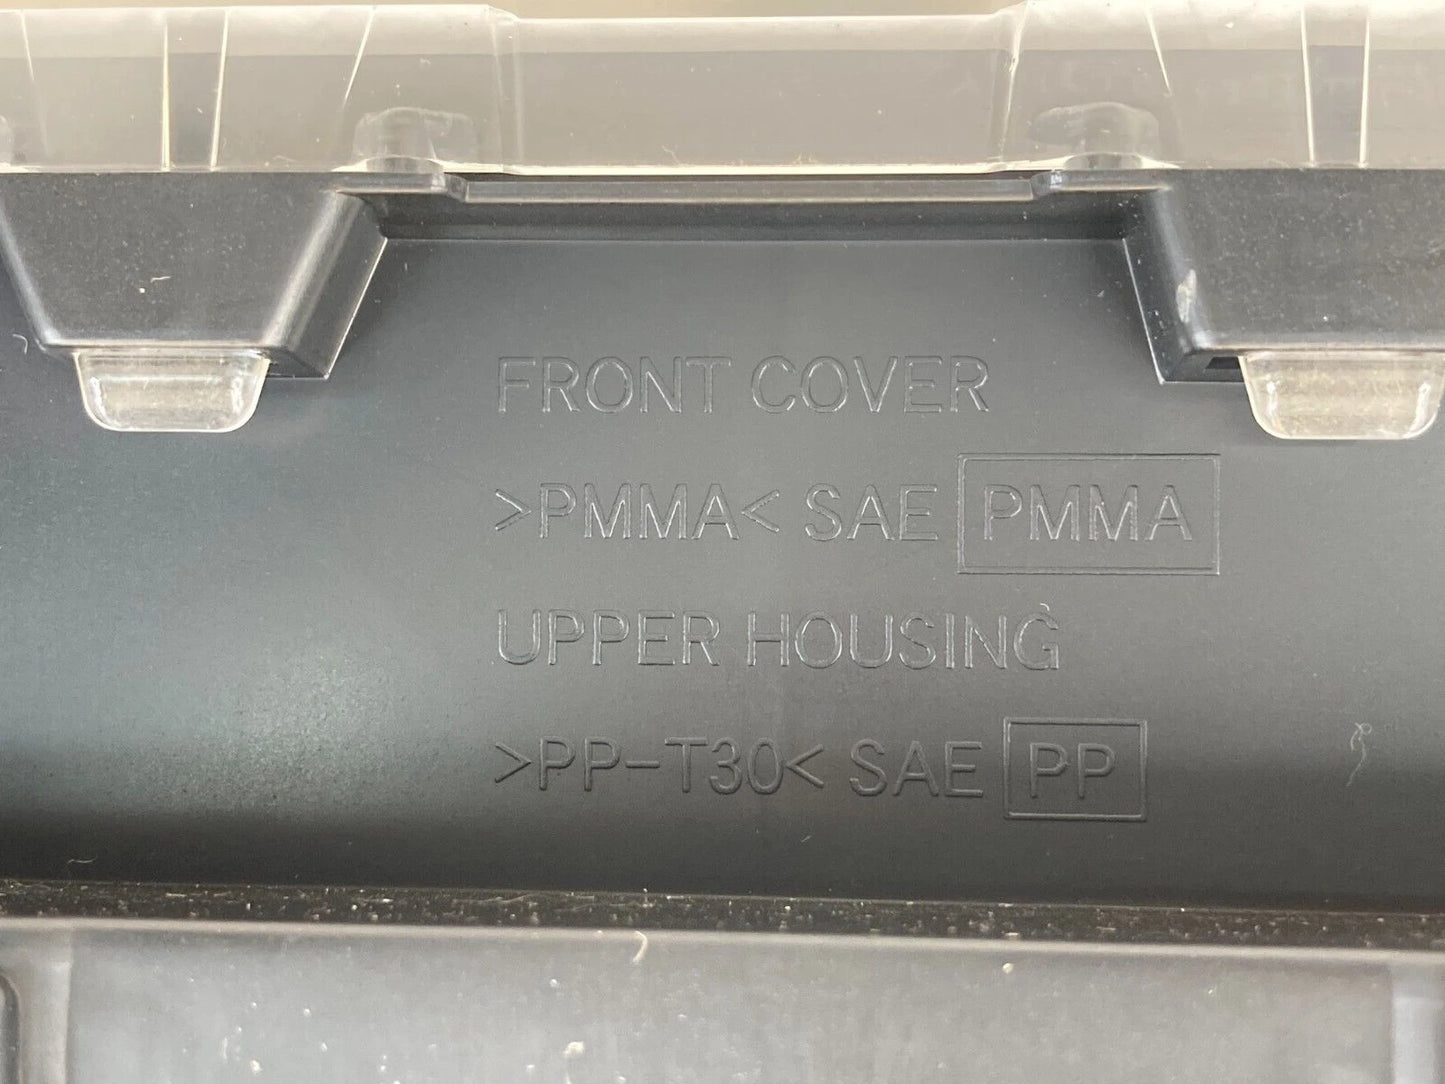 FRONT COVER
>PMMA< SAE PMMA
UPPER HOUSING
>PP-T30< SAE PP